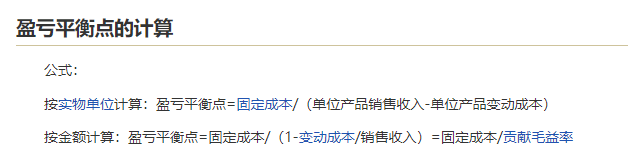 盈亏平衡点的计算
公式：
按实物单位计算：盈亏平衡点=固定成本/（单位产品销售收入-单位产品变动成本）
按金额计算：盈亏平衡点=固定成本/（1-变动成本/销售收入）=固定成本/贡献毛益率